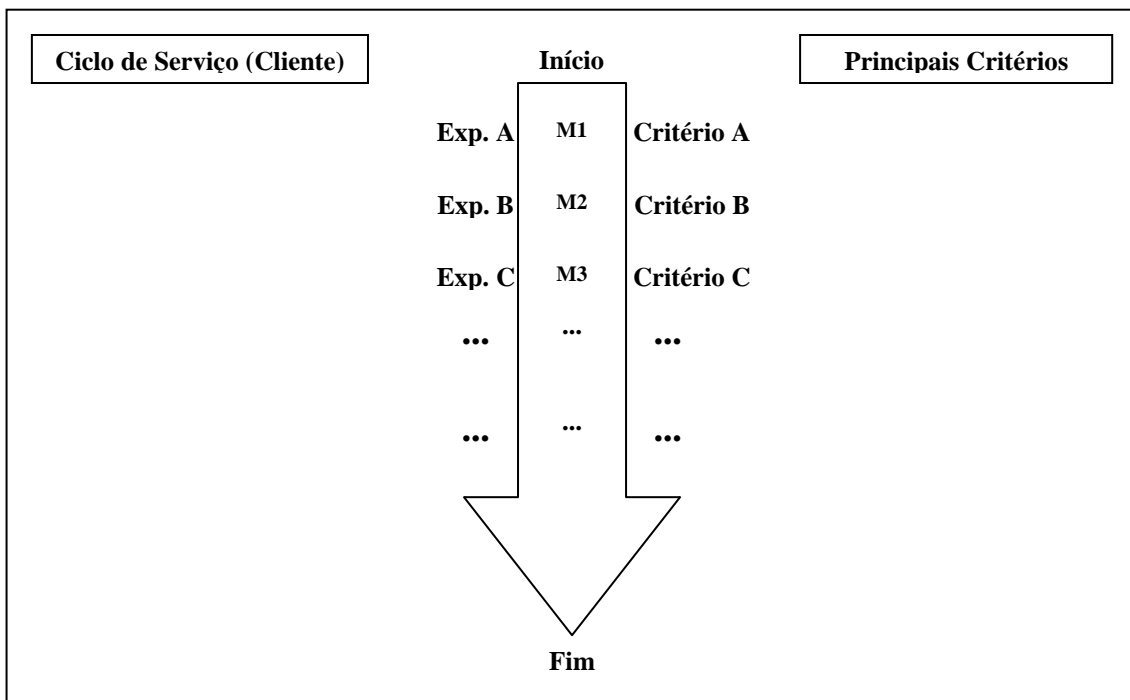 Ciclo de Serviço (Cliente) Início Principais Critérios
Exp. A M1 Critério A
Exp. B M2 Critério B
Exp. C M3 Critério C
... ... ...
... ... ...
Fim